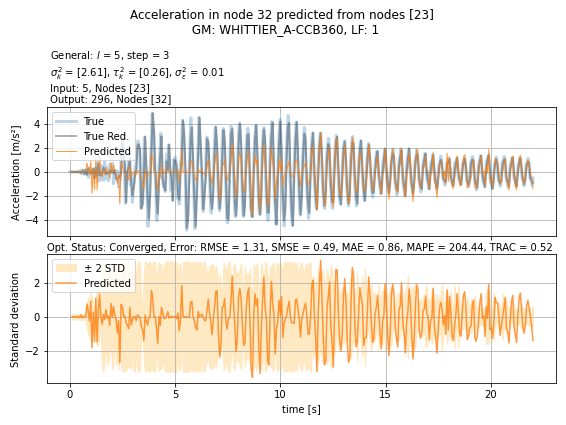 Acceleration in node 32 predicted from nodes [23]
GM: WHITTIER_A-CCB360, LF: 1
General: l = 5, step = 3
σ²ₖ = [2.61], τ²ₖ = [0.26], σ²ε = 0.01
Input: 5, Nodes [23]
Output: 296, Nodes [32]
True
True Red.
Predicted
Acceleration [m/s²]
4
2
0
−2
−4
Opt. Status: Converged, Error: RMSE = 1.31, SMSE = 0.49, MAE = 0.86, MAPE = 204.44, TRAC = 0.52
± 2 STD
Predicted
Standard deviation
2
0
−2
0 5 10 15 20
time [s]